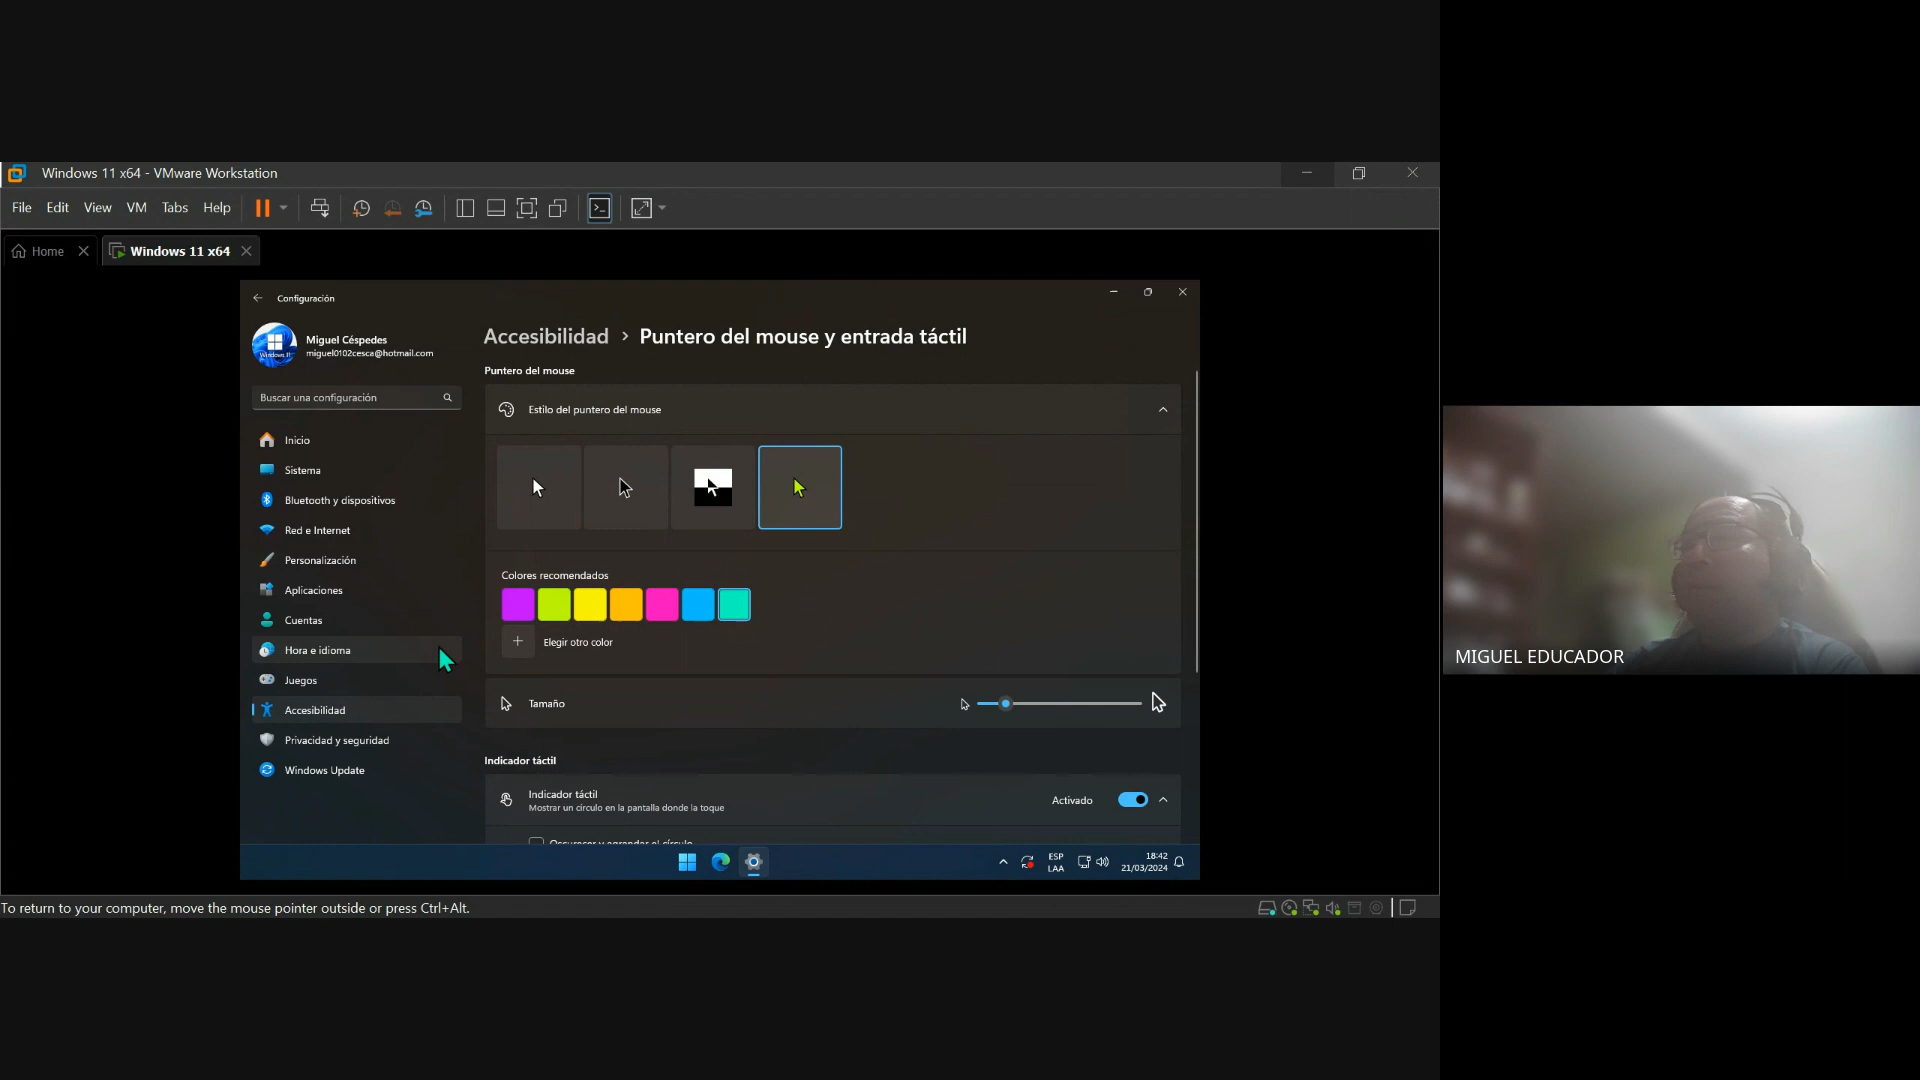 Windows 11 x64 - VMware Workstation
File Edit View VM Tabs Help
Home
Windows 11 x64
Configuración
Miguel Céspedes
miguel0102cesca@hotmail.com
Buscar una configuración
Inicio
Sistema
Bluetooth y dispositivos
Red e Internet
Personalización
Aplicaciones
Cuentas
Hora e idioma
Juegos
Accesibilidad
Privacidad y seguridad
Windows Update
Accesibilidad > Puntero del mouse y entrada táctil
Puntero del mouse
Estilo del puntero del mouse
Colores recomendados
Elegir otro color
Tamaño
Indicador táctil
Indicador táctil
Mostrar un círculo en la pantalla donde la toque
Activado
Oscurecer y agrandar el círculo
ESP
LAA
18:42
21/03/2024
To return to your computer, move the mouse pointer outside or press Ctrl+Alt.
MIGUEL EDUCADOR